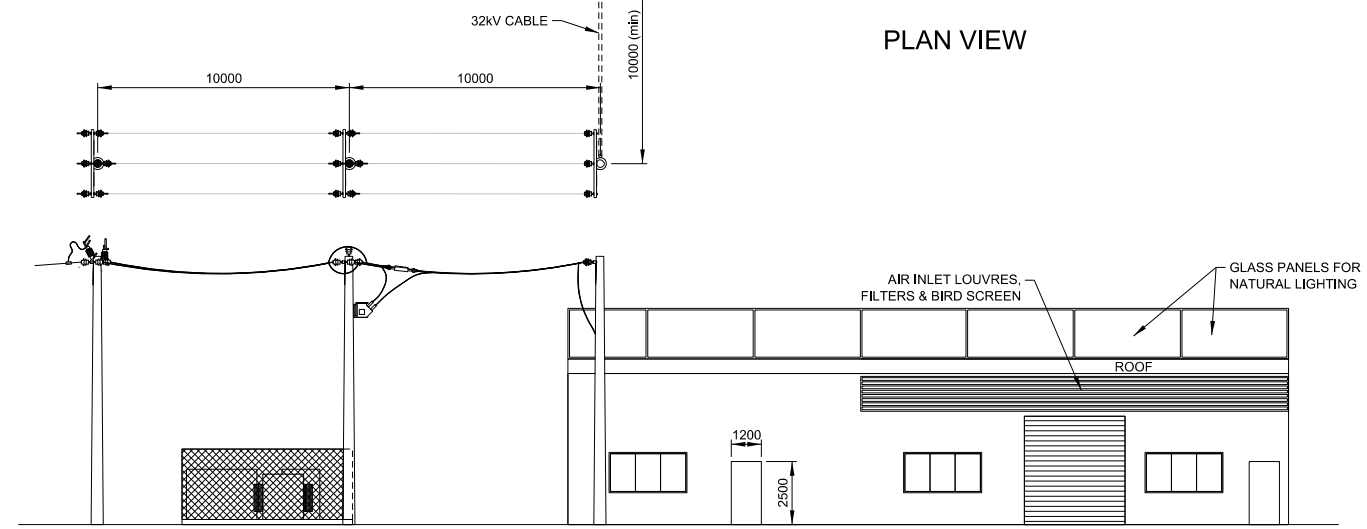 32kV CABLE
PLAN VIEW
10000 (min)
10000
10000
AIR INLET LOUVRES,
FILTERS & BIRD SCREEN
GLASS PANELS FOR
NATURAL LIGHTING
ROOF
1200
2500